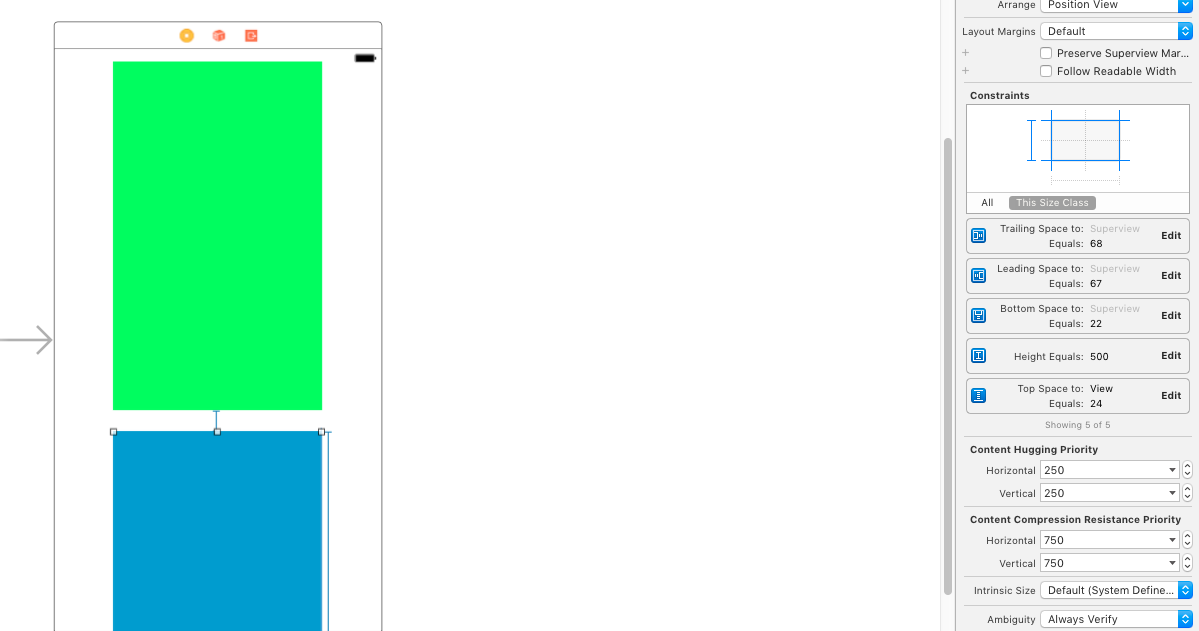 Arrange Position View
Layout Margins Default
+ Preserve Superview Mar...
+ Follow Readable Width
Constraints
All This Size Class
Trailing Space to: Superview Edit
Equals: 68
Leading Space to: Superview Edit
Equals: 67
Bottom Space to: Superview Edit
Equals: 22
Height Equals: 500 Edit
Top Space to: View Edit
Equals: 24
Showing 5 of 5
Content Hugging Priority
Horizontal 250
Vertical 250
Content Compression Resistance Priority
Horizontal 750
Vertical 750
Intrinsic Size Default (System Define...
Ambiguity Always Verify